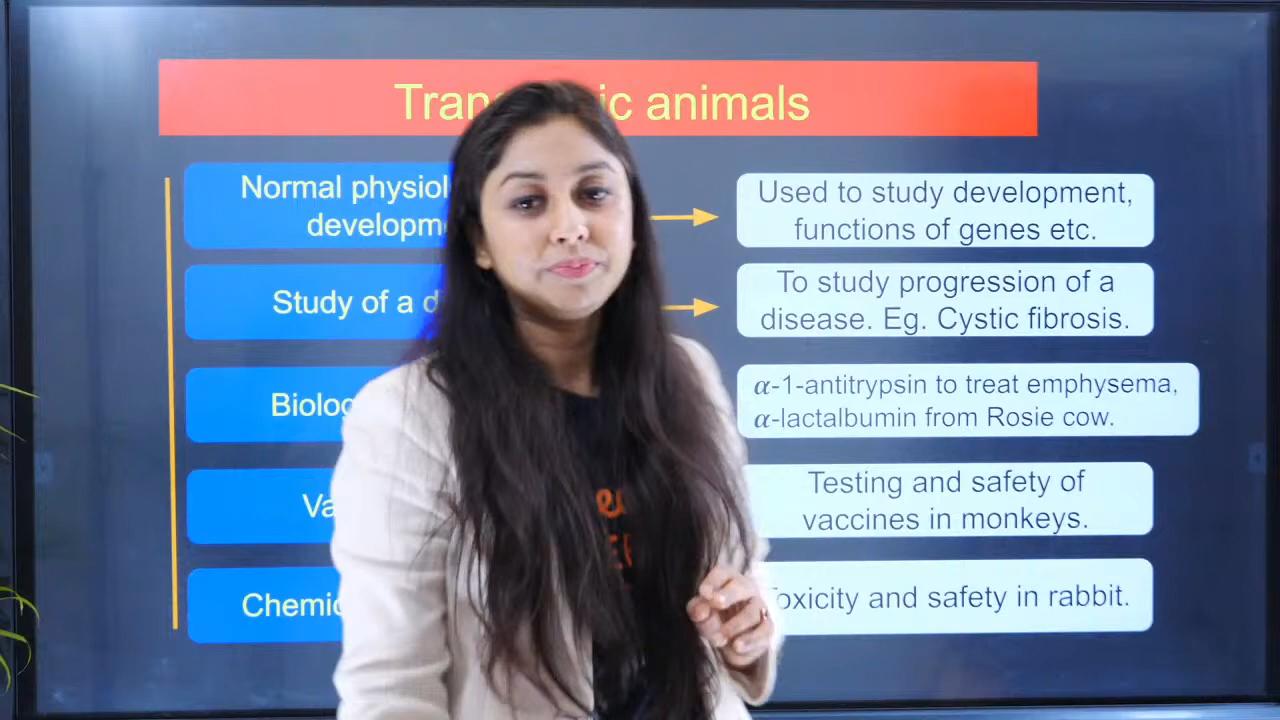 Tran ic animals
Normal physiol
developm
Used to study development,
functions of genes etc.
Study of a d
To study progression of a
disease. Eg. Cystic fibrosis.
Biolog
α-1-antitrypsin to treat emphysema,
α-lactalbumin from Rosie cow.
Va
Testing and safety of
vaccines in monkeys.
Chemic
Toxicity and safety in rabbit.